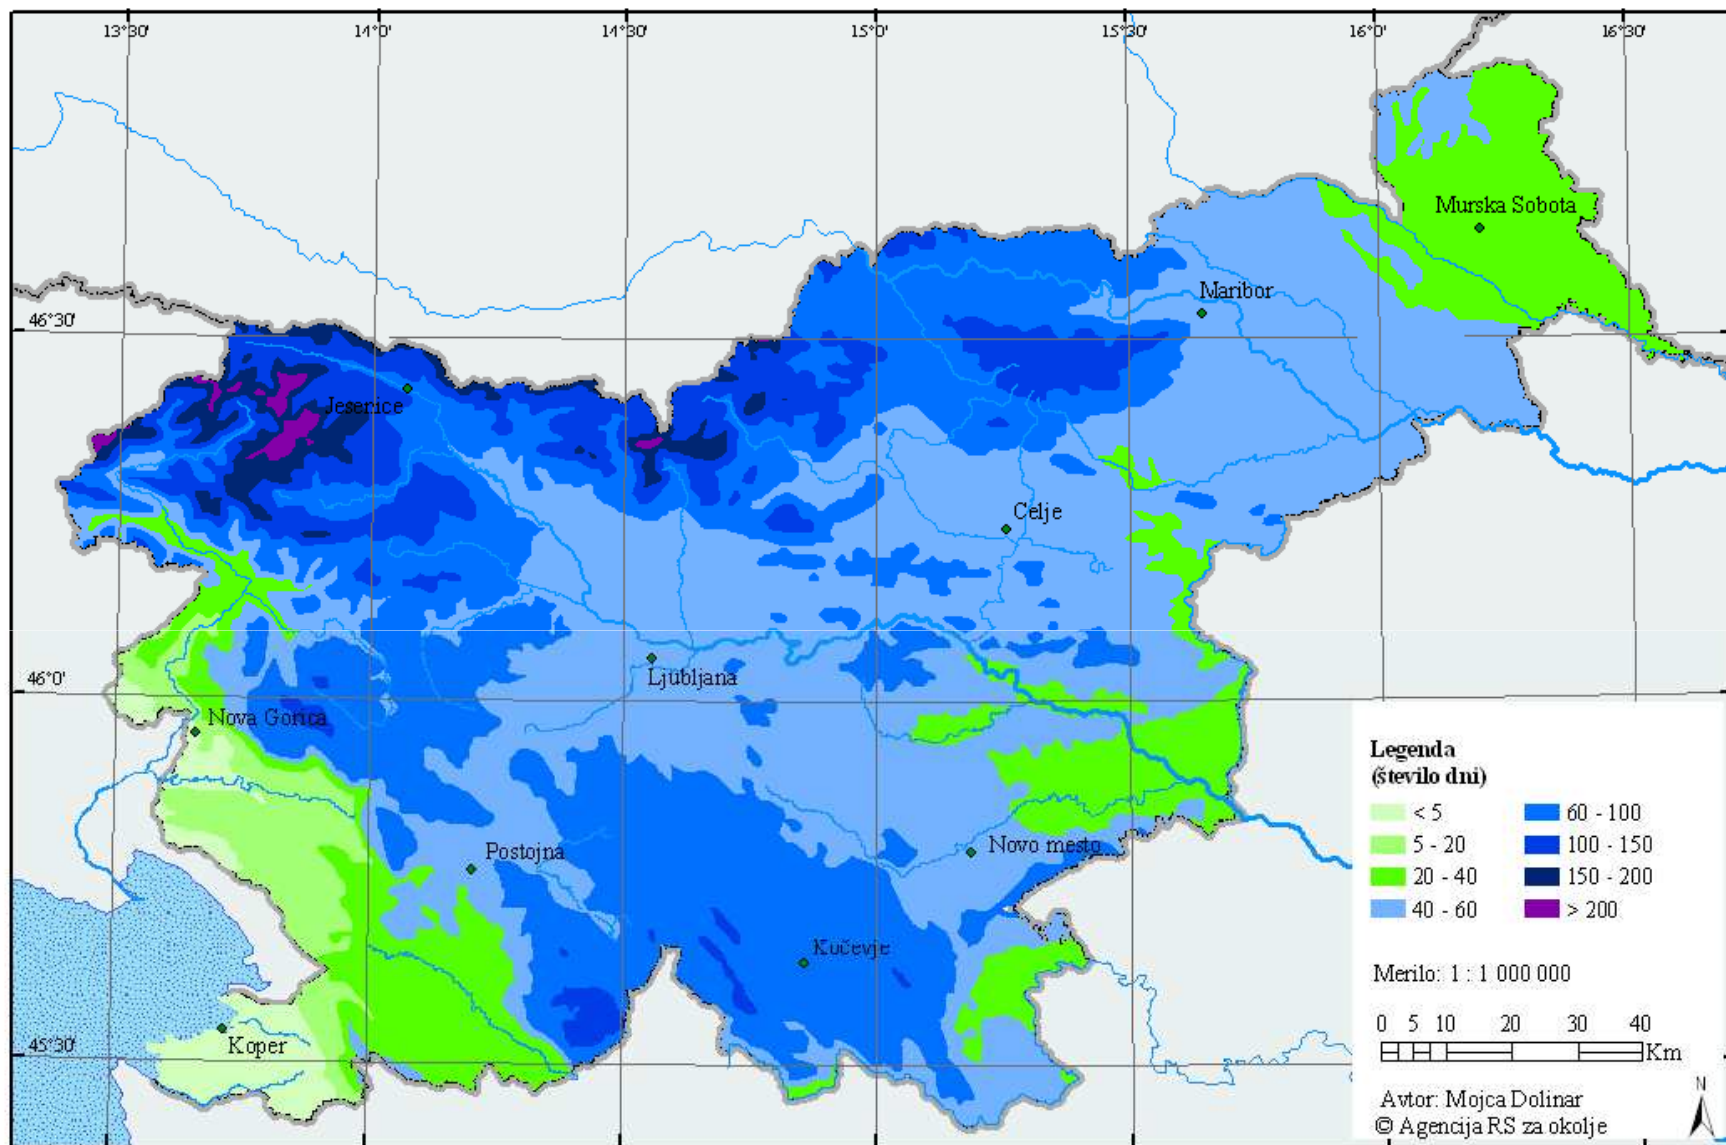 13°30' 14°0' 14°30' 15°0' 15°30' 16°0' 16°30'
Murska Sobota
Maribor
46°30'
Jesenice
Celje
Ljubljana
46°0'
Nova Gorica
Legenda
(število dni)
< 5 60 - 100
5 - 20 100 - 150
20 - 40 150 - 200
40 - 60 > 200
Postojna
Novo mesto
Kočevje
Merilo: 1 : 1 000 000
0 5 10 20 30 40
Km
Koper
45°30'
N
Avtor: Mojca Dolinar
© Agencija RS za okolje